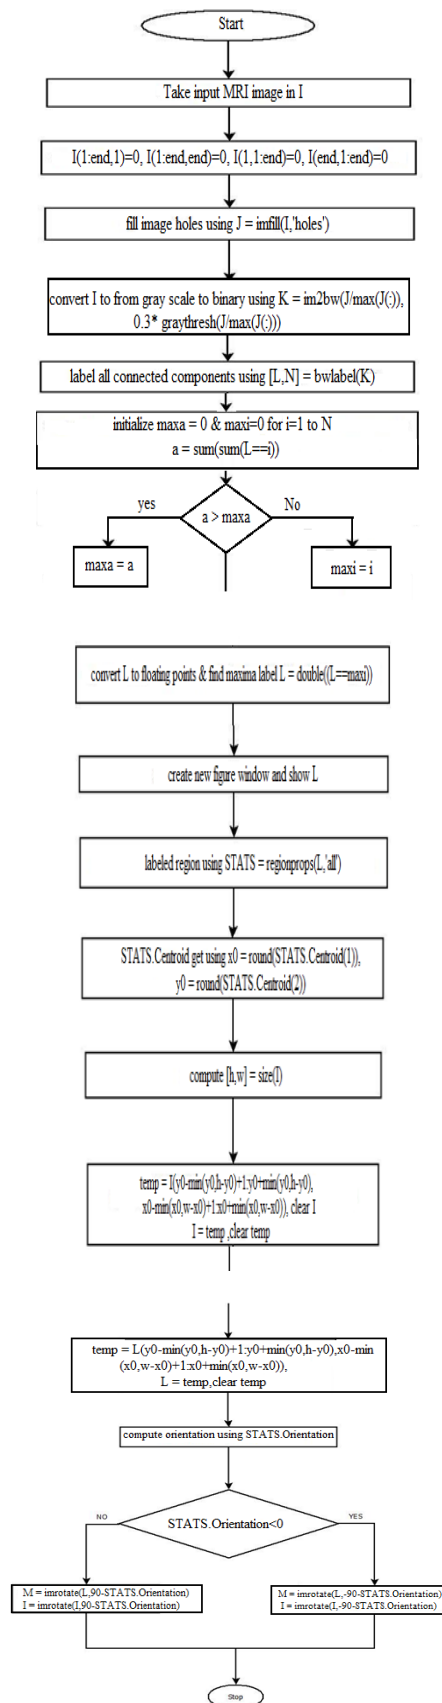 Start
Take input MRI image in I
I(1:end,1)=0, I(1:end,end)=0, I(1,1:end)=0, I(end,1:end)=0
fill image holes using J = imfill(I,'holes')
convert I to from gray scale to binary using K = im2bw(J/max(J(:)),
0.3* graythresh(J/max(J(:)))
label all connected components using [L,N] = bwlabel(K)
initialize maxa = 0 & maxi=0 for i=1 to N
a = sum(sum(L==i))
yes
No
a > maxa
maxa = a
maxi = i
convert L to floating points & find maxima label L = double((L==maxi))
create new figure window and show L
labeled region using STATS = regionprops(L,'all')
STATS.Centroid get using x0 = round(STATS.Centroid(1)),
y0 = round(STATS.Centroid(2))
compute [h,w] = size(I)
temp = I(y0-min(y0,h-y0)+1:y0+min(y0,h-y0),
x0-min(x0,w-x0)+1:x0+min(x0,w-x0)), clear I
I = temp ,clear temp
temp = L(y0-min(y0,h-y0)+1:y0+min(y0,h-y0),x0-min
(x0,w-x0)+1:x0+min(x0,w-x0)),
L = temp,clear temp
compute orientation using STATS.Orientation
NO
YES
STATS.Orientation<0
M = imrotate(L,90-STATS.Orientation)
I = imrotate(I,90-STATS.Orientation)
M = imrotate(L,-90-STATS.Orientation)
I = imrotate(I,-90-STATS.Orientation)
Stop